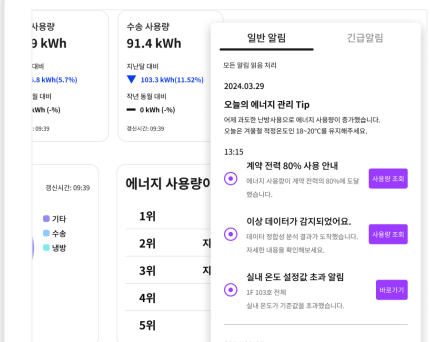 사용량
9 kWh
대비
.8 kWh(5.7%)
월 대비
kWh (-%)
: 09:39
수송 사용량
91.4 kWh
지난달 대비
103.3 kWh(11.52%)
작년 동월 대비
0 kWh (-%)
갱신시간: 09:39
갱신시간: 09:39
기타
수송
냉방
에너지 사용량이
1위
2위 지
3위 지
4위
5위
일반 알림 긴급알림
모든 알림 읽음 처리
2024.03.29
오늘의 에너지 관리 Tip
어제 과도한 난방사용으로 에너지 사용량이 증가했습니다.
오늘은 겨울철 적정온도인 18~20℃를 유지해주세요.
13:15
계약 전력 80% 사용 안내
에너지 사용량이 계약 전력의 80%에 도달
했습니다.
사용량 조회
이상 데이터가 감지되었어요.
데이터 정합성 분석 결과가 도착했습니다.
자세한 내용을 확인해보세요.
사용량 조회
실내 온도 설정값 초과 알림
1F 103호 전체
실내 온도가 기준값을 초과했습니다.
바로가기